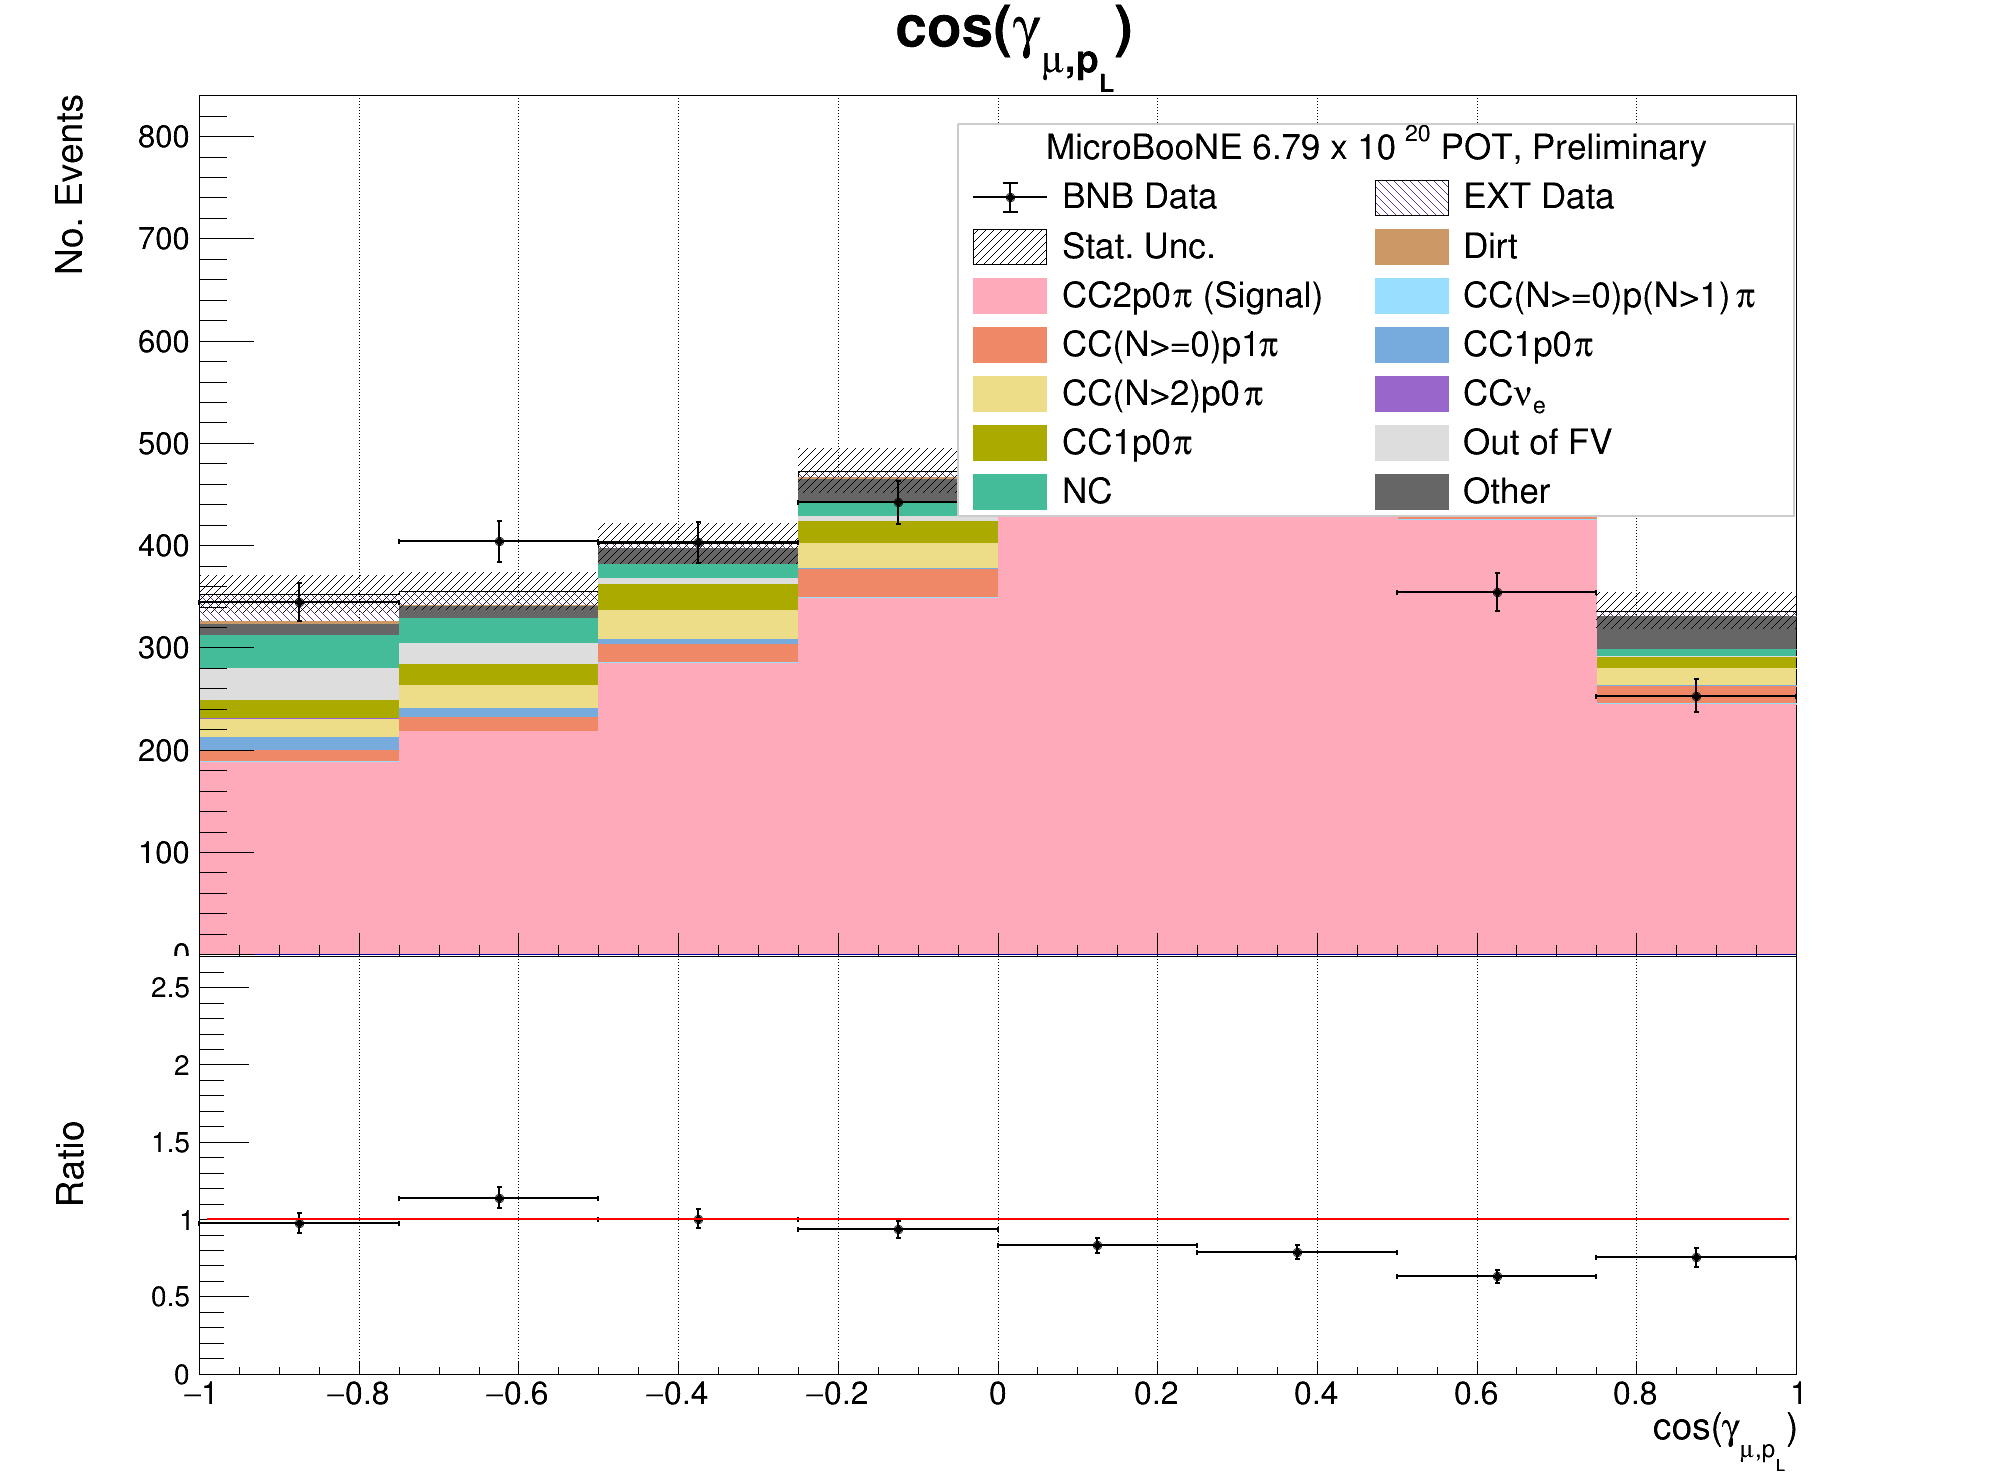 cos(γμ,pL)
No. Events
800
700
600
500
400
300
200
100
0
MicroBooNE 6.79 x 10 20 POT, Preliminary
BNB Data
EXT Data
Stat. Unc.
Dirt
CC2p0π (Signal)
CC(N>=0)p(N>1)π
CC(N>=0)p1π
CC1p0π
CC(N>2)p0π
CCνe
CC1p0π
Out of FV
NC
Other
Ratio
2.5
2
1.5
1
0.5
0
−1 −0.8 −0.6 −0.4 −0.2 0 0.2 0.4 0.6 0.8 1
cos(γμ,pL)